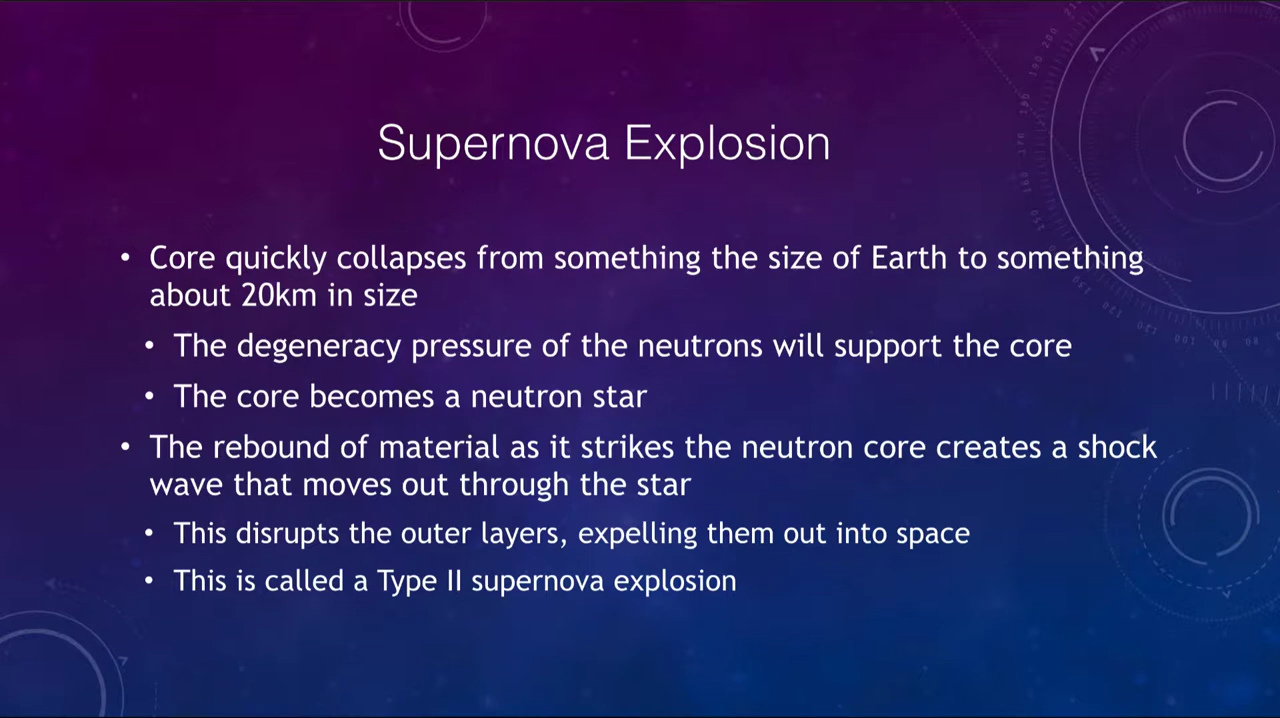 Supernova Explosion
• Core quickly collapses from something the size of Earth to something
about 20km in size
• The degeneracy pressure of the neutrons will support the core
• The core becomes a neutron star
• The rebound of material as it strikes the neutron core creates a shock
wave that moves out through the star
• This disrupts the outer layers, expelling them out into space
• This is called a Type II supernova explosion